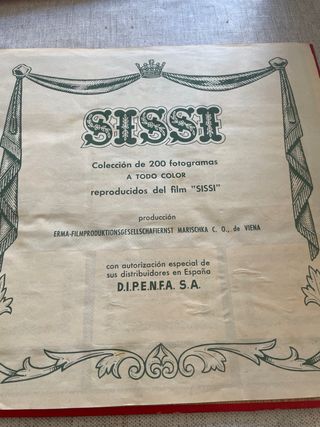 SISSI
Colección de 200 fotogramas
A TODO COLOR
reproducidos del film "SISSI"
producción
ERMA-FILMPRODUKTIONSGESELLSCHAFIERNST MARISCHKA C. O., de VIENA
con autorización especial de
sus distribuidores en España
D.I.P.E.N.F.A. S.A.